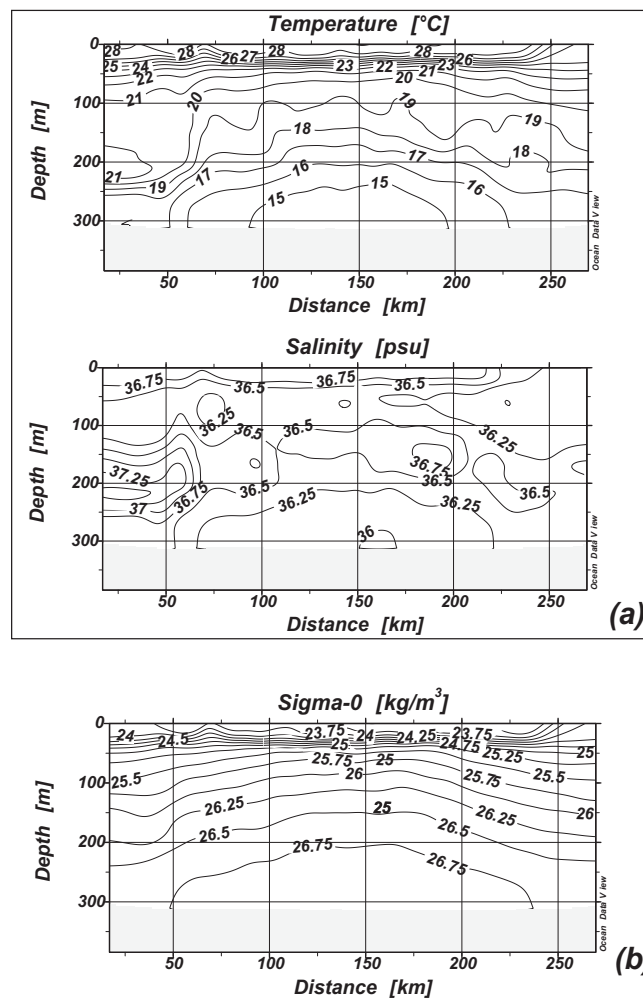 Temperature [°C]
0
28 28 28 28
25 24 26 27 23 22 21 23 26
22 20
21
100
20 19 19
18
18
200
21 19 17 16 17 16
15 15
300
50 100 150 200 250
Depth [m]
Distance [km]
Ocean Data View
Salinity [psu]
0
36.75 36.5 36.75 36.5
100
36.25 36.5 36.5 36.25
37.25 36.75
200
37 36.75 36.5 36.25 36.5 36.25 36.5
300
36
50 100 150 200 250
Depth [m]
Distance [km]
Ocean Data View
(a)
Sigma-0 [kg/m³]
0
24 24.5 23.75 24 24.25 23.75
25 24.75 25.25 25
25.5 25.75 25 25.75 25.5
100
26
26.25 25 26.25 26 26
200
26.5 26.5
26.75 26.75
300
50 100 150 200 250
Depth [m]
Distance [km]
Ocean Data View
(b)